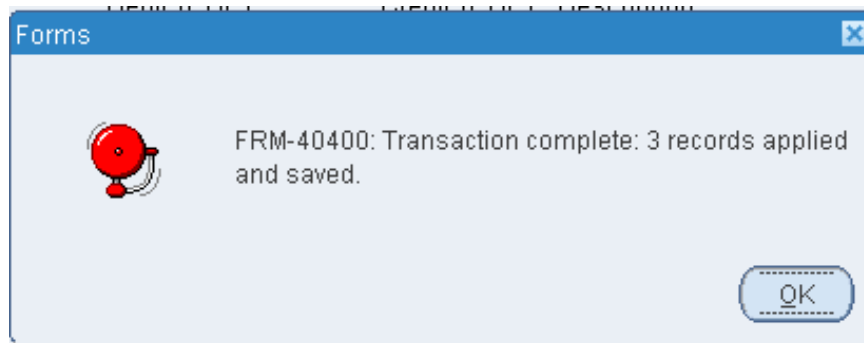 Forms
FRM-40400: Transaction complete: 3 records applied
and saved.
OK